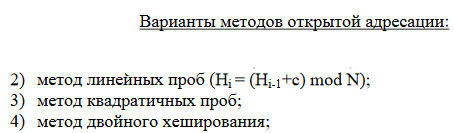 Варианты методов открытой адресации:
2) метод линейных проб (Hi = (Hi-1+c) mod N);
3) метод квадратичных проб;
4) метод двойного хеширования;